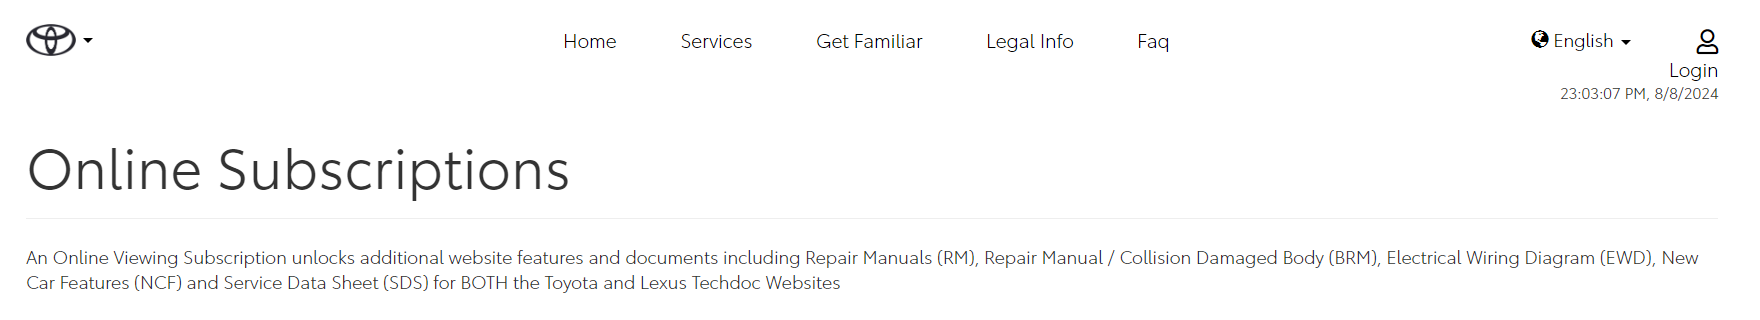 Home Services Get Familiar Legal Info Faq English
Login
23:03:07 PM, 8/8/2024
Online Subscriptions
An Online Viewing Subscription unlocks additional website features and documents including Repair Manuals (RM), Repair Manual / Collision Damaged Body (BRM), Electrical Wiring Diagram (EWD), New
Car Features (NCF) and Service Data Sheet (SDS) for BOTH the Toyota and Lexus Techdoc Websites